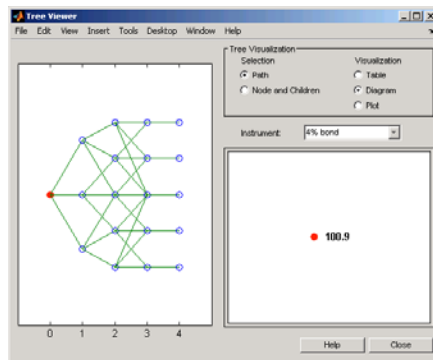 Tree Viewer
File Edit View Insert Tools Desktop Window Help
Tree Visualization
Selection
Visualization
Path
Table
Node and Children
Diagram
Plot
Instrument:
4% bond
100.9
0 1 2 3 4
Help
Close